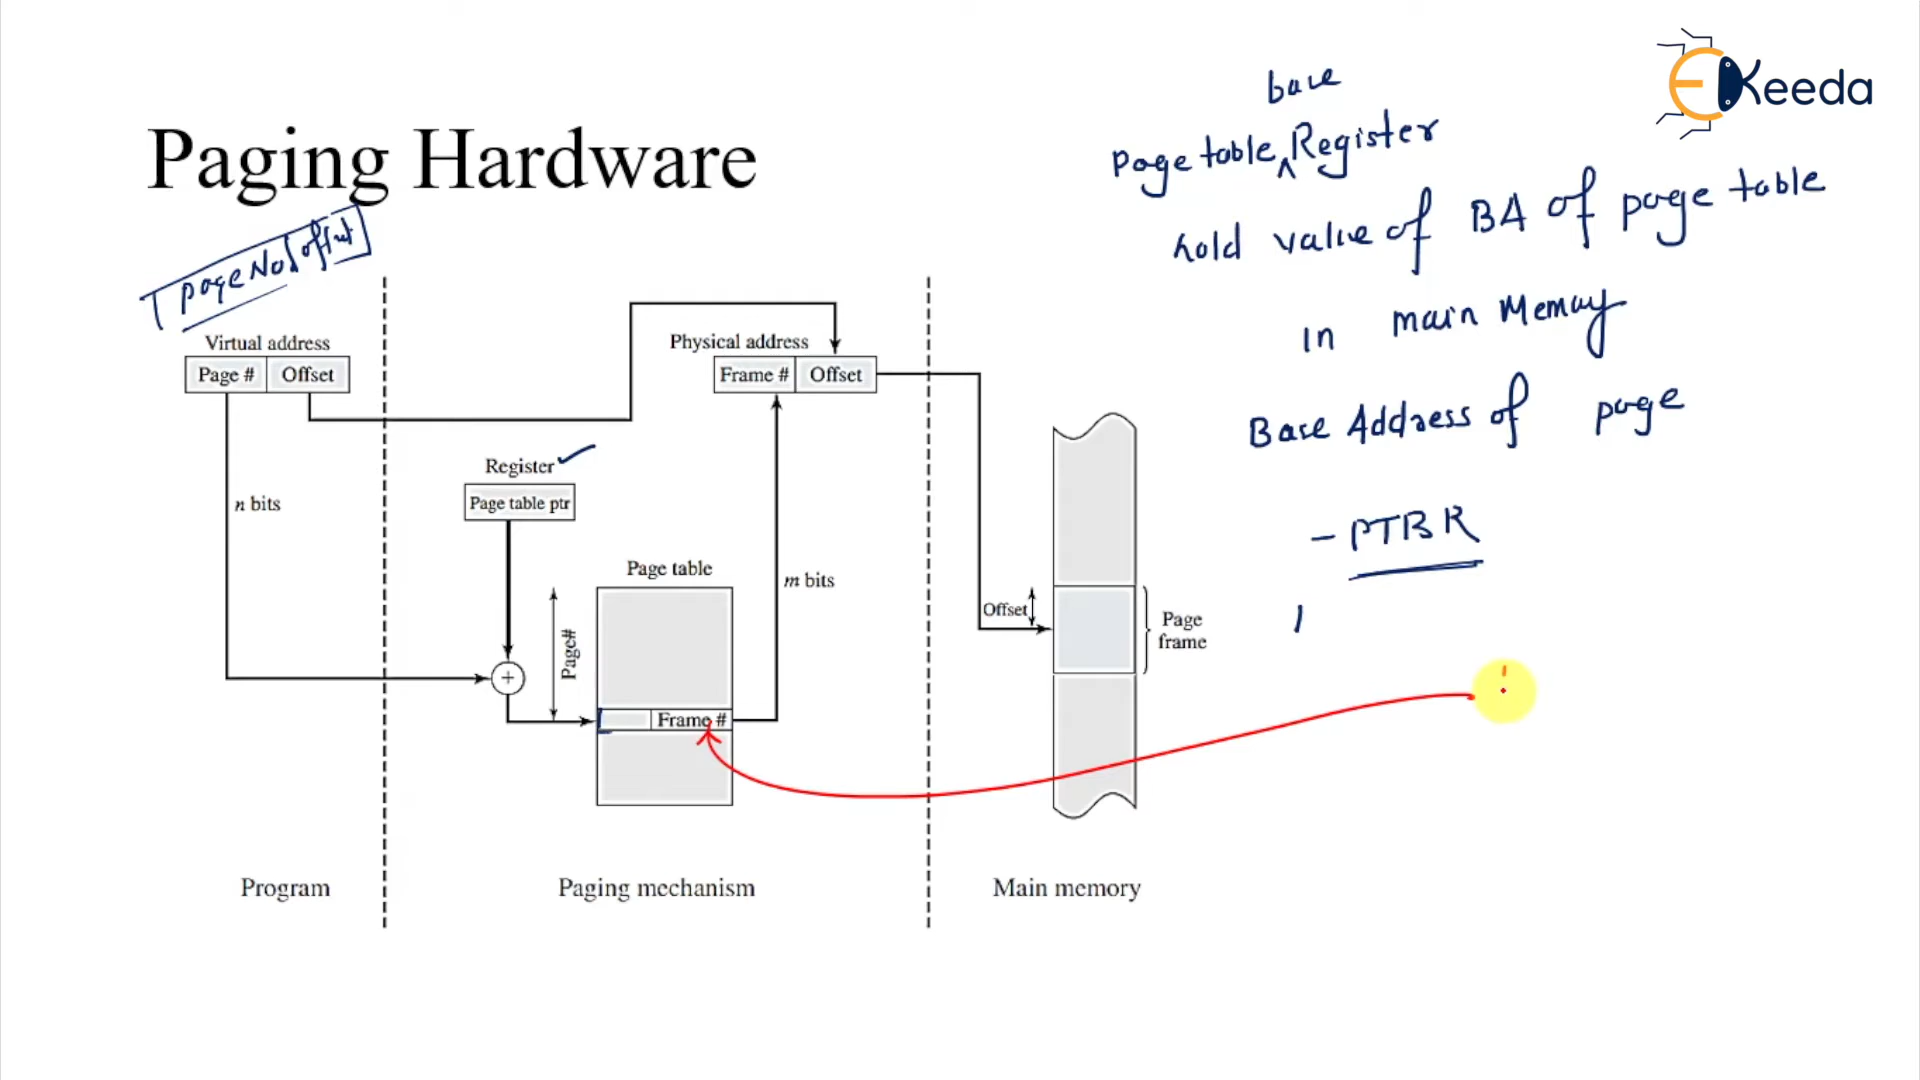 Keeda
base
Page table ^ Register
hold value of BA of page table
in main Memory
Base Address of page
- PTBR
Paging Hardware
page No offset
Virtual address
Page # Offset
Physical address
Frame # Offset
Register
Page table ptr
n bits
Page table
m bits
Page#
+
Frame #
Offset
Page
frame
Program
Paging mechanism
Main memory